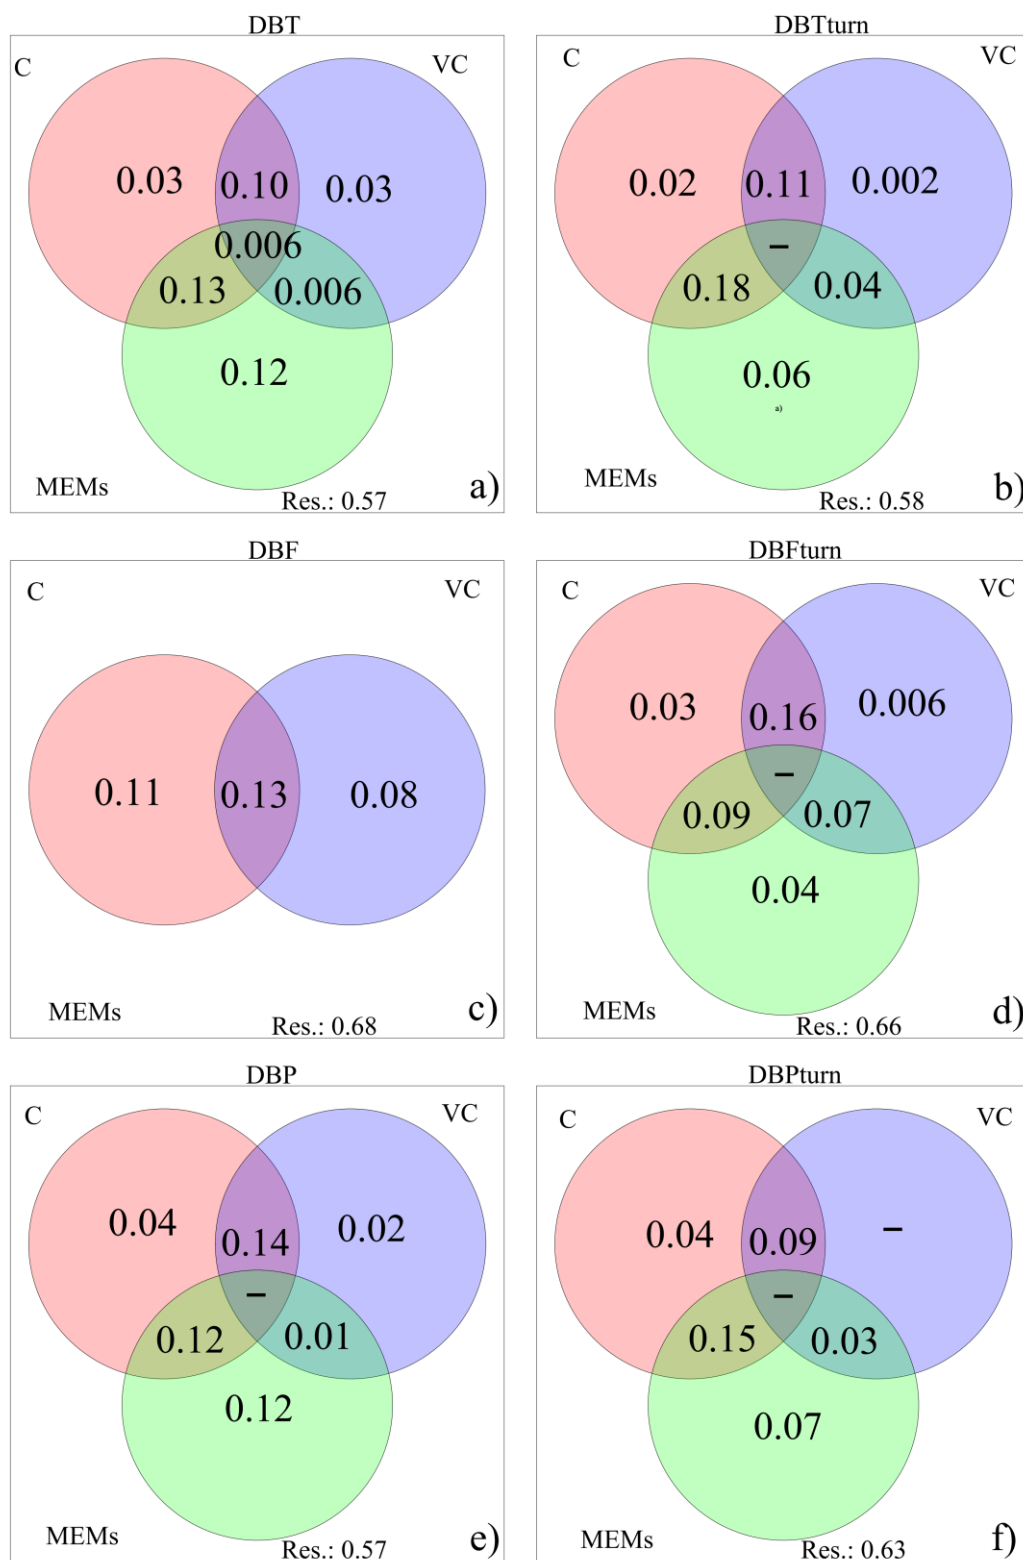 DBT
C
VC
0.03
0.10
0.03
0.006
0.13
0.006
0.12
MEMs
Res.: 0.57
a)
DBTturn
C
VC
0.02
0.11
0.002
–
0.18
0.04
0.06
a)
MEMs
Res.: 0.58
b)
DBF
C
VC
0.11
0.13
0.08
MEMs
Res.: 0.68
c)
DBFturn
C
VC
0.03
0.16
0.006
–
0.09
0.07
0.04
MEMs
Res.: 0.66
d)
DBP
C
VC
0.04
0.14
0.02
–
0.12
0.01
0.12
MEMs
Res.: 0.57
e)
DBPturn
C
VC
0.04
0.09
–
–
0.15
0.03
0.07
MEMs
Res.: 0.63
f)